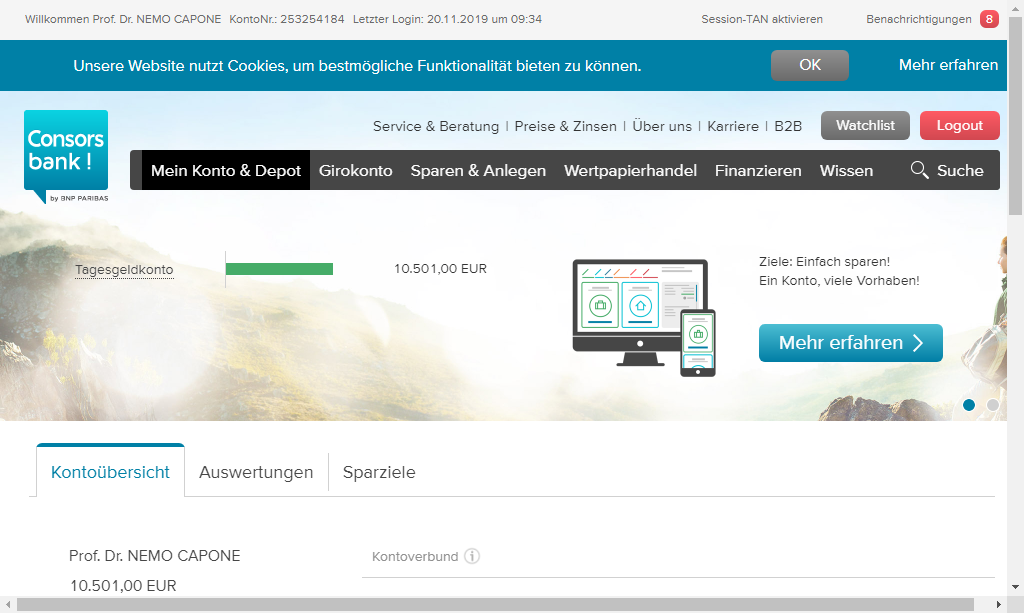 Willkommen Prof. Dr. NEMO CAPONE KontoNr.: 253254184 Letzter Login: 20.11.2019 um 09:34 Session-TAN aktivieren Benachrichtigungen 8
Unsere Website nutzt Cookies, um bestmögliche Funktionalität bieten zu können. OK Mehr erfahren
Service & Beratung | Preise & Zinsen | Über uns | Karriere | B2B Watchlist Logout
Consors
bank !
by BNP PARIBAS
Mein Konto & Depot Girokonto Sparen & Anlegen Wertpapierhandel Finanzieren Wissen Suche
Tagesgeldkonto 10.501,00 EUR
Ziele: Einfach sparen!
Ein Konto, viele Vorhaben!
Mehr erfahren
Kontoübersicht Auswertungen Sparziele
Prof. Dr. NEMO CAPONE Kontoverbund i
10.501,00 EUR